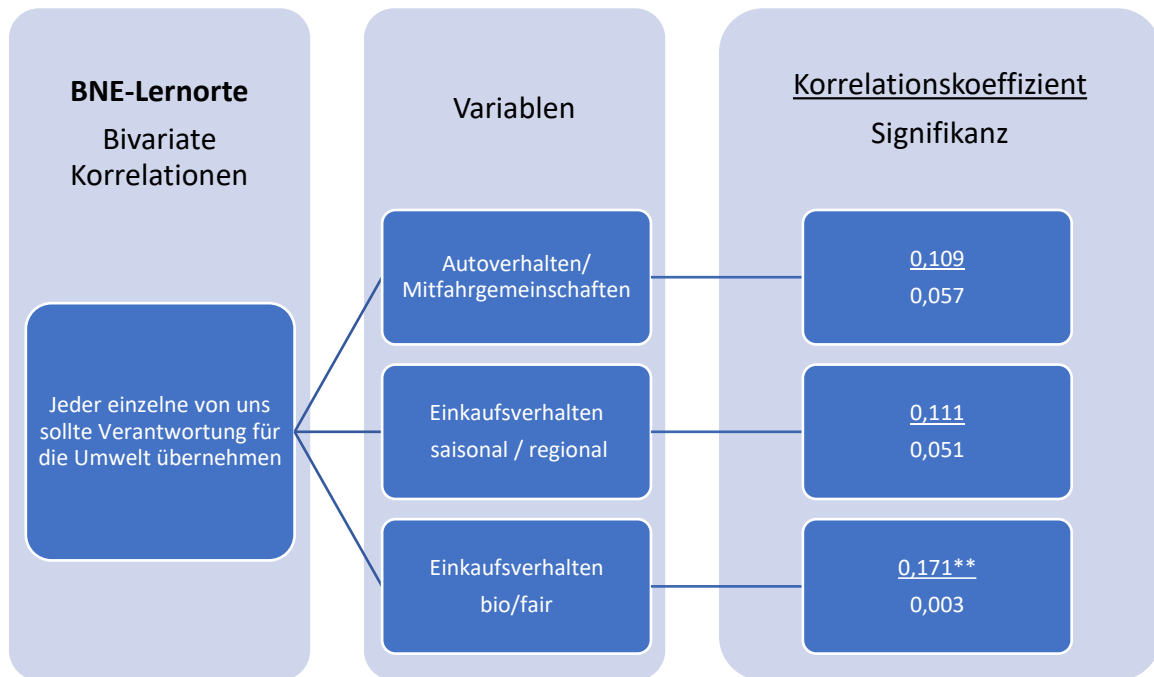 BNE-Lernorte
Bivariate
Korrelationen
Variablen
Korrelationskoeffizient
Signifikanz
Jeder einzelne von uns
sollte Verantwortung für
die Umwelt übernehmen
Autoverhalten/
Mitfahrgemeinschaften
0,109
0,057
Einkaufsverhalten
saisonal / regional
0,111
0,051
Einkaufsverhalten
bio/fair
0,171**
0,003